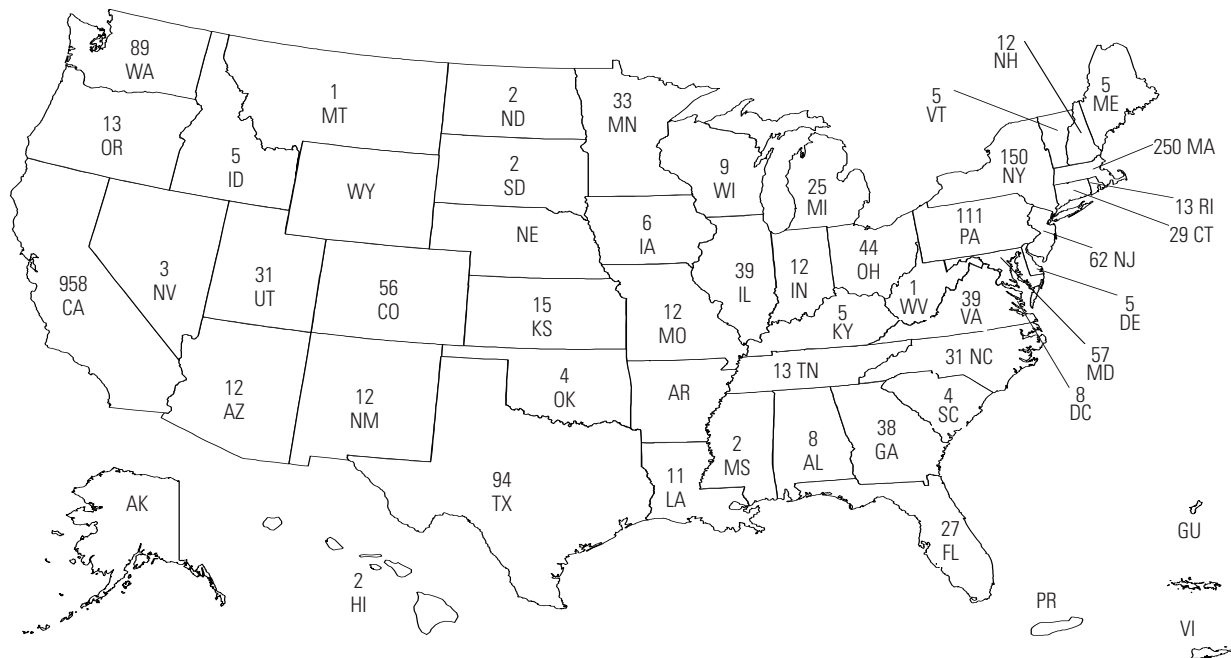 89
WA
1
MT
2
ND
33
MN
12
NH
5
VT
5
ME
13
OR
5
ID
WY
2
SD
9
WI
25
MI
150
NY
250 MA
13 RI
29 CT
NE
6
IA
111
PA
62 NJ
958
CA
3
NV
31
UT
56
CO
15
KS
39
IL
12
IN
44
OH
1
WV
39
VA
5
DE
12
MO
5
KY
57
MD
8
DC
12
AZ
12
NM
4
OK
AR
13 TN
31 NC
4
SC
94
TX
11
LA
2
MS
8
AL
38
GA
27
FL
AK
2
HI
GU
PR
VI